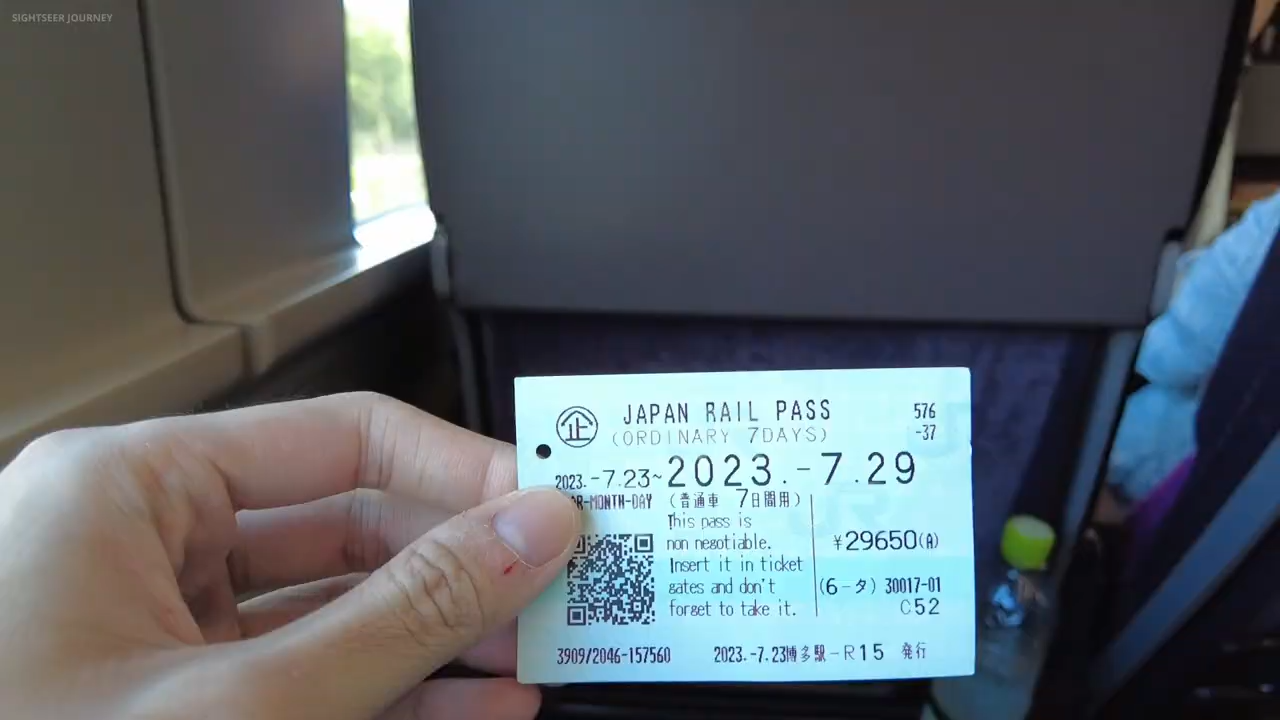 SIGHTSEER JOURNEY
企 JAPAN RAIL PASS 576
(ORDINARY 7DAYS) -37
2023.-7.23~2023.-7.29
AR-MONTH-DAY (普通車 7日間用)
This pass is
non negotiable. ¥29650(A)
Insert it in ticket
gates and don't (6-タ) 30017-01
forget to take it. C52
3909/2046-157560 2023.-7.23博多駅-R15 発行